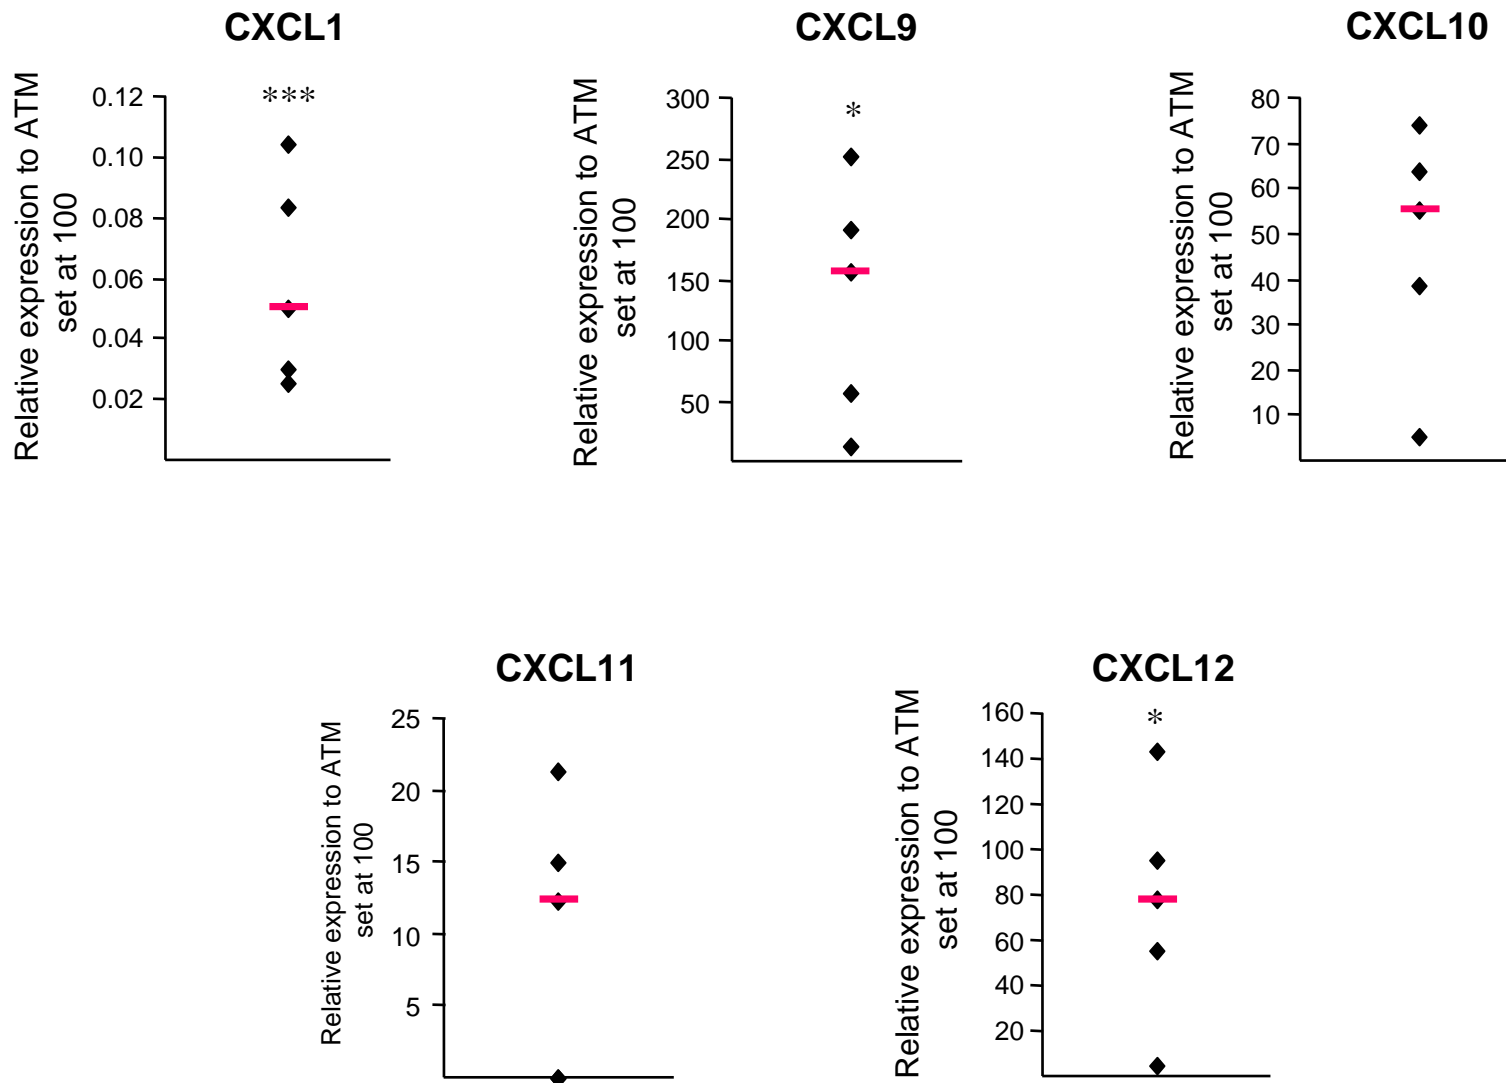 CXCL1
CXCL9
CXCL10
Relative expression to ATM
set at 100
0.12
0.10
0.08
0.06
0.04
0.02
***
Relative expression to ATM
set at 100
300
250
200
150
100
50
*
Relative expression to ATM
set at 100
80
70
60
50
40
30
20
10
CXCL11
CXCL12
Relative expression to ATM
set at 100
25
20
15
10
5
Relative expression to ATM
set at 100
160
140
120
100
80
60
40
20
*